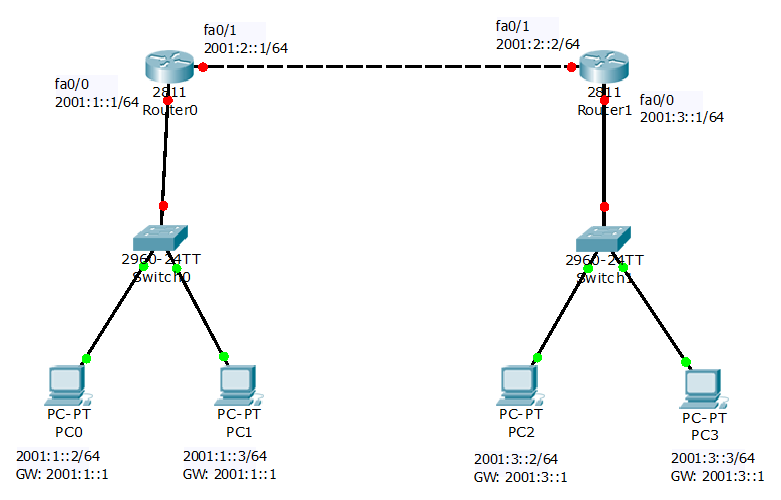 fa0/1
2001:2::1/64
fa0/1
2001:2::2/64
fa0/0
2001:1::1/64
2811
Router0
2811
Router1
fa0/0
2001:3::1/64
2960-24TT
Switch0
2960-24TT
Switch1
PC-PT
PC0
PC-PT
PC1
PC-PT
PC2
PC-PT
PC3
2001:1::2/64
GW: 2001:1::1
2001:1::3/64
GW: 2001:1::1
2001:3::2/64
GW: 2001:3::1
2001:3::3/64
GW: 2001:3::1